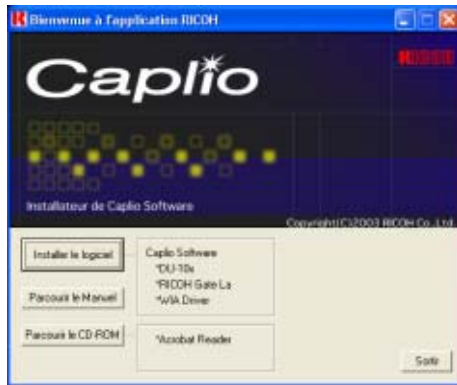 Bienvenue à l'application RICOH
Caplio
RICOH
Installateur de Caplio Software
Copyright(C)2003 RICOH Co.,Ltd.
Installer le logiciel
Caplio Software
*DU-10x
*RICOH Gate La
*WIA Driver
Parcourir le Manuel
Parcourir le CD-ROM
*Acrobat Reader
Sortir